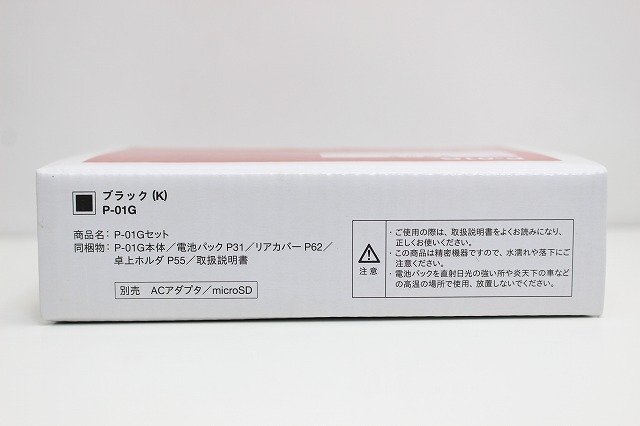 ブラック(K)
P-01G
商品名：P-01Gセット
同梱物：P-01G本体／電池パック P31／リアカバー P62／
卓上ホルダ P55／取扱説明書
別売 ACアダプタ／microSD
注意
・ご使用の際は、取扱説明書をよくお読みになり、
正しくお使いください。
・この商品は精密機器ですので、水濡れや落下にご
注意ください。
・電池パックを直射日光の強い所や炎天下の車など
の高温の場所で使用、放置しないでください。